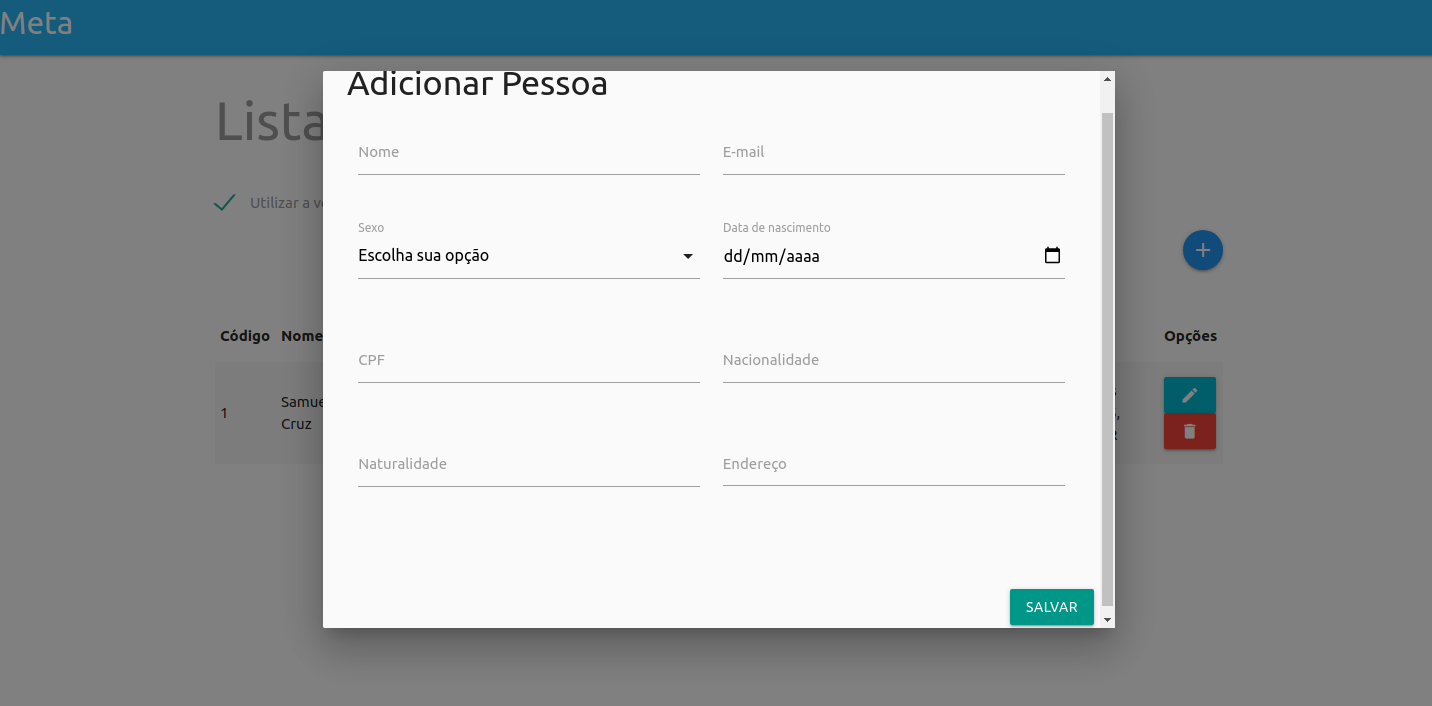 Meta
Adicionar Pessoa
Lista
Nome E-mail
Utilizar a
Sexo Data de nascimento
Escolha sua opção dd/mm/aaaa
Código Nome Opções
CPF Nacionalidade
1 Samue
Cruz
Naturalidade Endereço
SALVAR